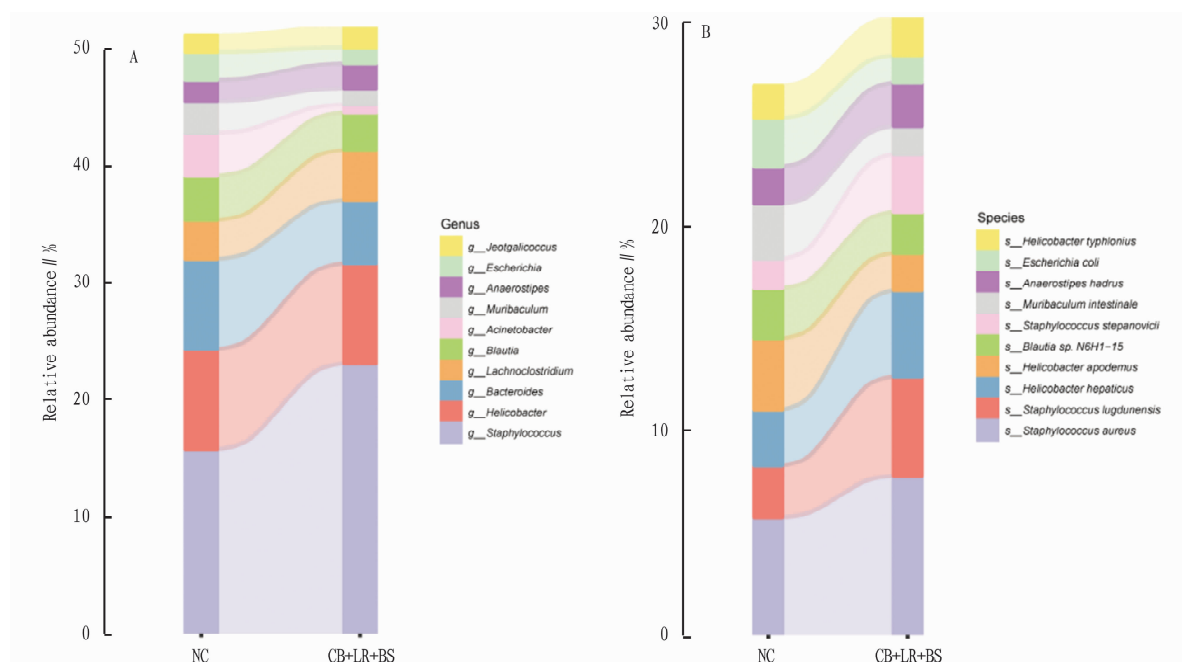 A
50
40
30
20
10
0
Relative abundance // %
NC
CB+LR+BS
Genus
g__Jeotgalicoccus
g__Escherichia
g__Anaerostipes
g__Muribaculum
g__Acinetobacter
g__Blautia
g__Lachnoclostridium
g__Bacteroides
g__Helicobacter
g__Staphylococcus
B
30
20
10
0
Relative abundance // %
NC
CB+LR+BS
Species
s__Helicobacter typhlonius
s__Escherichia coli
s__Anaerostipes hadrus
s__Muribaculum intestinale
s__Staphylococcus stepanovicii
s__Blautia sp. N6H1-15
s__Helicobacter apodemus
s__Helicobacter hepaticus
s__Staphylococcus lugdunensis
s__Staphylococcus aureus